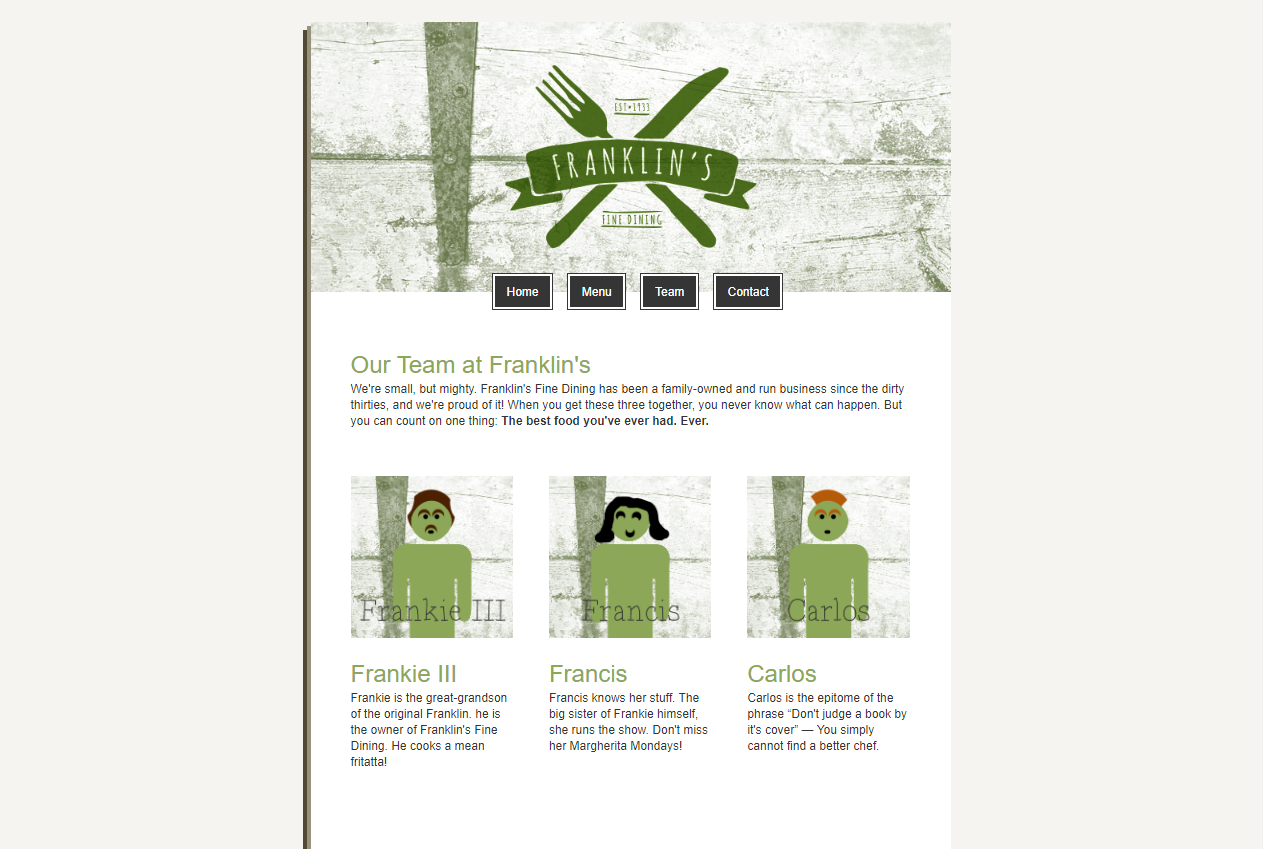 EST•1933
FRANKLIN'S
FINE DINING
Home Menu Team Contact
Our Team at Franklin's
We're small, but mighty. Franklin's Fine Dining has been a family-owned and run business since the dirty
thirties, and we're proud of it! When you get these three together, you never know what can happen. But
you can count on one thing: The best food you've ever had. Ever.
Frankie III
Francis
Carlos
Frankie III
Frankie is the great-grandson
of the original Franklin. he is
the owner of Franklin's Fine
Dining. He cooks a mean
fritatta!
Francis
Francis knows her stuff. The
big sister of Frankie himself,
she runs the show. Don't miss
her Margherita Mondays!
Carlos
Carlos is the epitome of the
phrase “Don't judge a book by
it's cover” — You simply
cannot find a better chef.